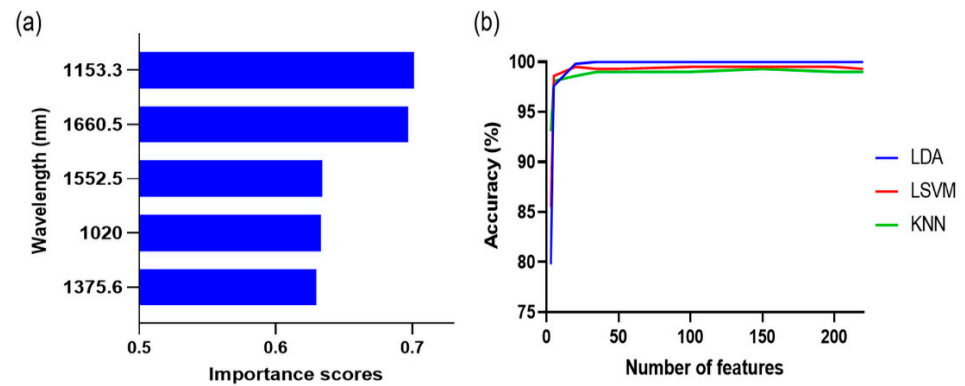 (a)
Wavelength (nm)
1153.3
1660.5
1552.5
1020
1375.6
0.5 0.6 0.7
Importance scores
(b)
Accuracy (%)
100
95
90
85
80
75
0 50 100 150 200
Number of features
LDA
LSVM
KNN